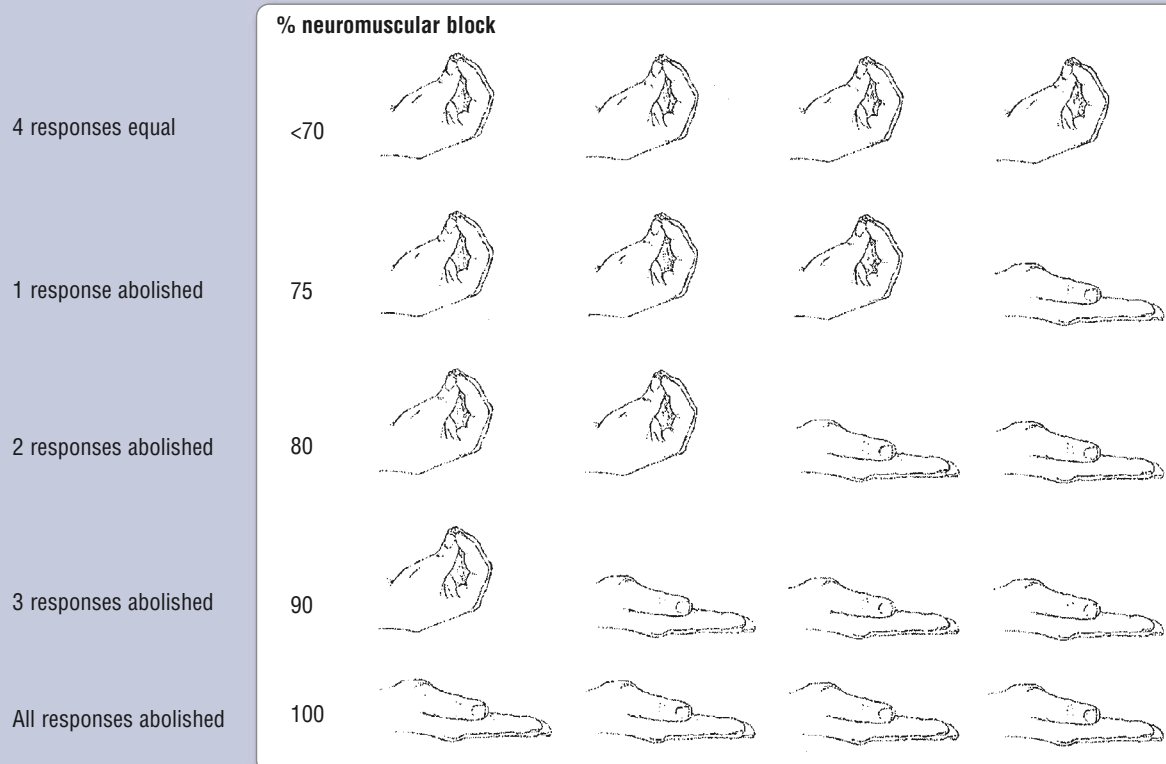 % neuromuscular block
4 responses equal
<70
1 response abolished
75
2 responses abolished
80
3 responses abolished
90
All responses abolished
100